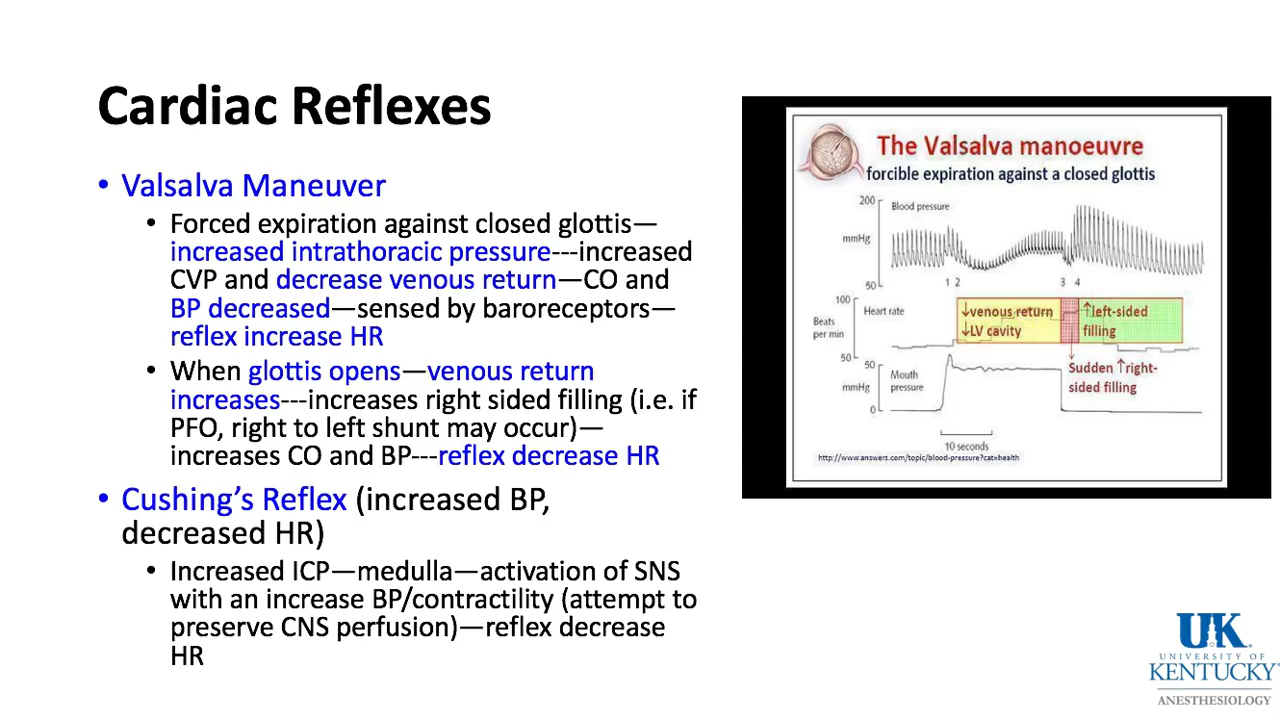 Cardiac Reflexes
• Valsalva Maneuver
• Forced expiration against closed glottis—
increased intrathoracic pressure---increased
CVP and decrease venous return—CO and
BP decreased—sensed by baroreceptors—
reflex increase HR
• When glottis opens—venous return
increases---increases right sided filling (i.e. if
PFO, right to left shunt may occur)—
increases CO and BP---reflex decrease HR
• Cushing’s Reflex (increased BP,
decreased HR)
• Increased ICP—medulla—activation of SNS
with an increase BP/contractility (attempt to
preserve CNS perfusion)—reflex decrease
HR
The Valsalva manoeuvre
forcible expiration against a closed glottis
200
Blood pressure
mmHg
50
1 2 3 4
100
Heart rate
Beats
per min
50
↓venous return
↓LV cavity
↑left-sided
filling
Sudden ↑right-
sided filling
50
Mouth
pressure
mmHg
0
10 seconds
http://www.answers.com/topic/blood-pressure?cat=health
UK
UNIVERSITY OF
KENTUCKY
ANESTHESIOLOGY